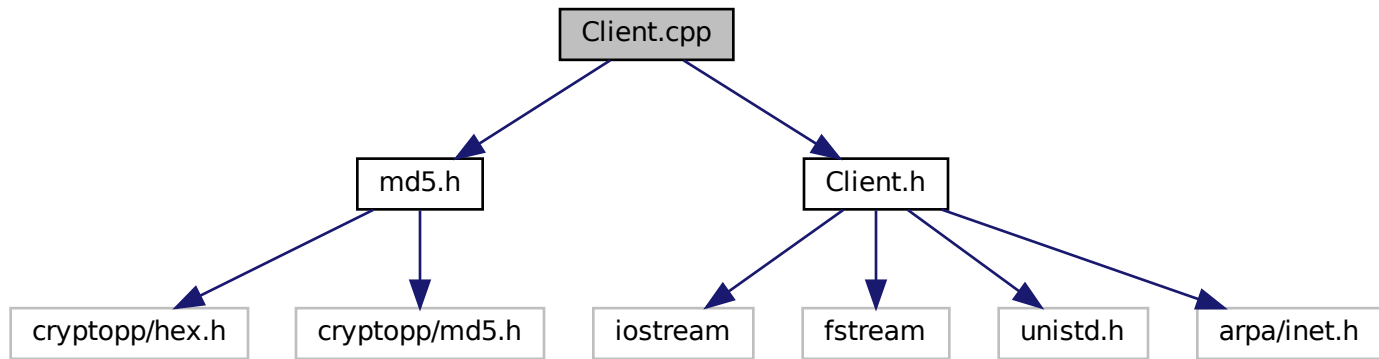 Client.cpp
md5.h
Client.h
cryptopp/hex.h
cryptopp/md5.h
iostream
fstream
unistd.h
arpa/inet.h